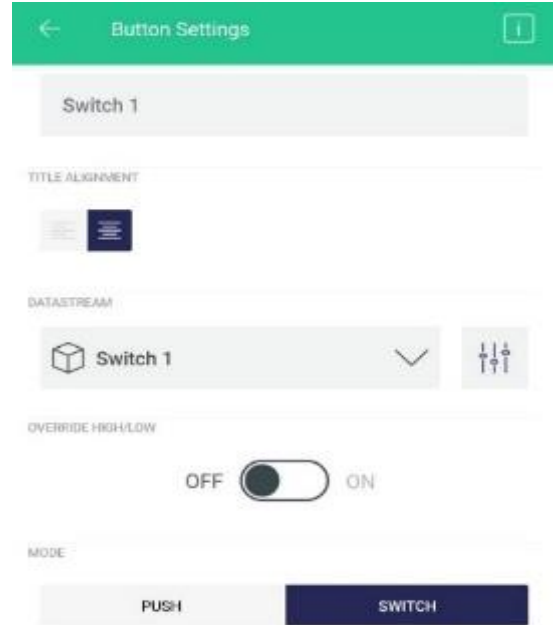 Button Settings
Switch 1
TITLE ALIGNMENT
DATASTREAM
Switch 1
OVERRIDE HIGH/LOW
OFF ON
MODE
PUSH SWITCH